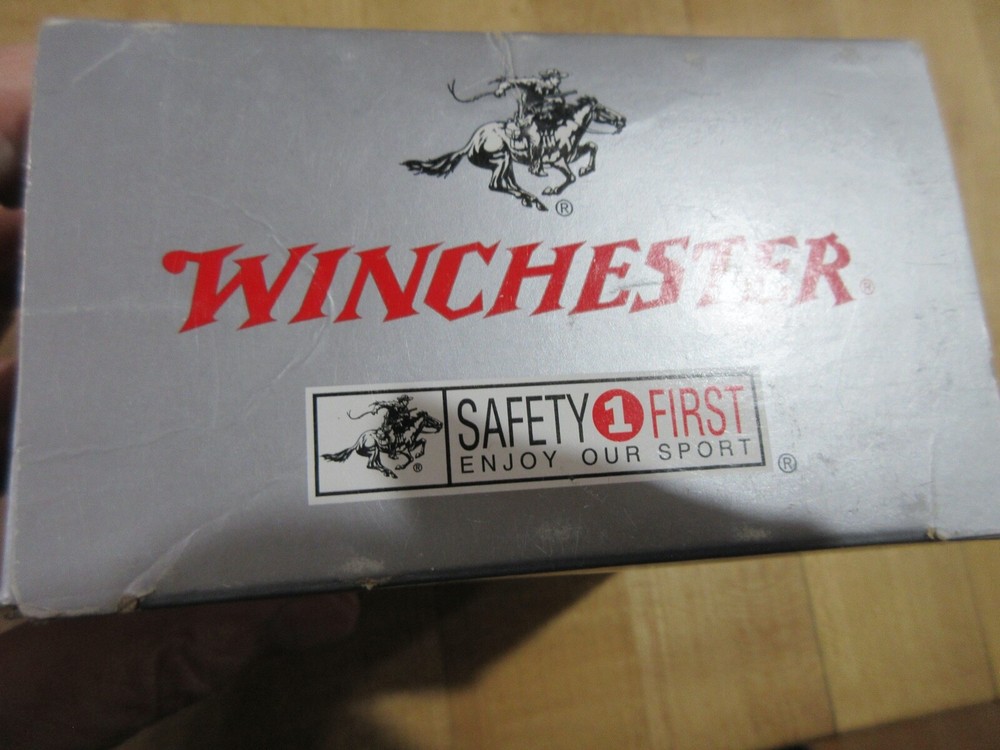 ®
WINCHESTER®
SAFETY 1 FIRST
ENJOY OUR SPORT
®
®